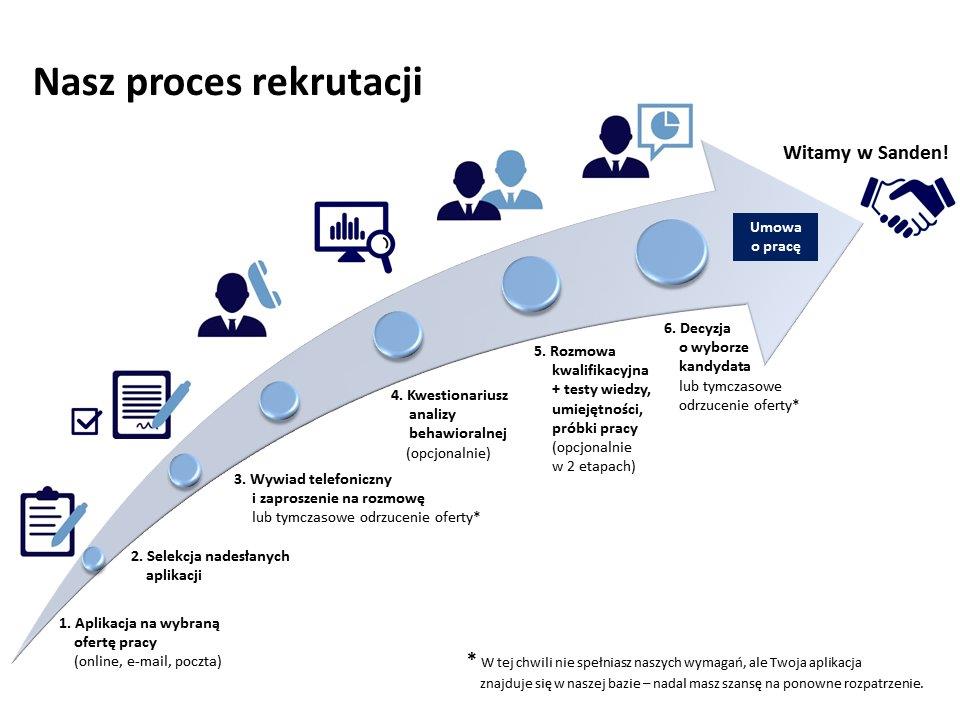 Nasz proces rekrutacji
Witamy w Sanden!
Umowa
o pracę
1. Aplikacja na wybraną
ofertę pracy
(online, e-mail, poczta)
2. Selekcja nadesłanych
aplikacji
3. Wywiad telefoniczny
i zaproszenie na rozmowę
lub tymczasowe odrzucenie oferty*
4. Kwestionariusz
analizy
behawioralnej
(opcjonalnie)
5. Rozmowa
kwalifikacyjna
+ testy wiedzy,
umiejętności,
próbki pracy
(opcjonalnie
w 2 etapach)
6. Decyzja
o wyborze
kandydata
lub tymczasowe
odrzucenie oferty*
* W tej chwili nie spełniasz naszych wymagań, ale Twoja aplikacja
znajduje się w naszej bazie – nadal masz szansę na ponowne rozpatrzenie.